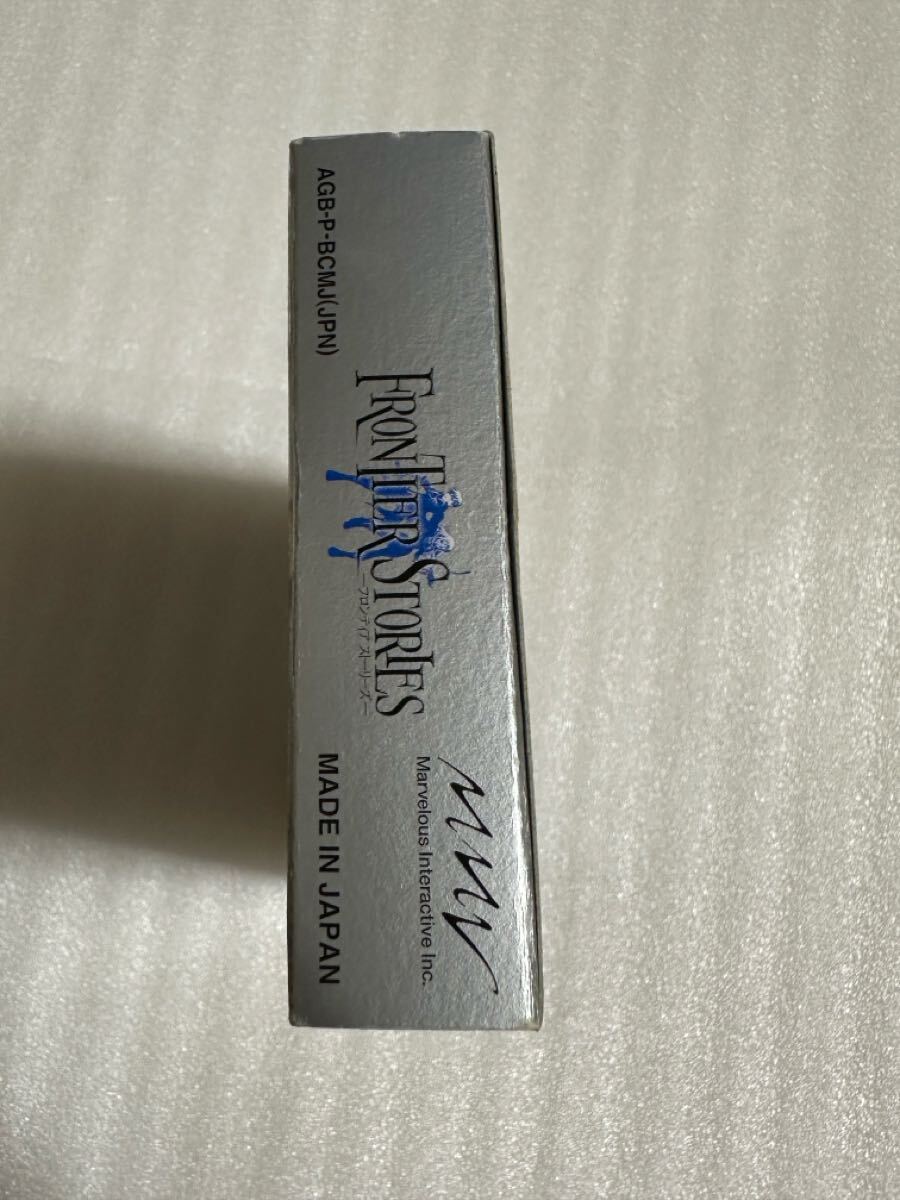 AGB-P-BCMJ(JPN)
FRONTIER STORIES
—フロンティア ストーリーズ—
Marvelous Interactive Inc.
MADE IN JAPAN